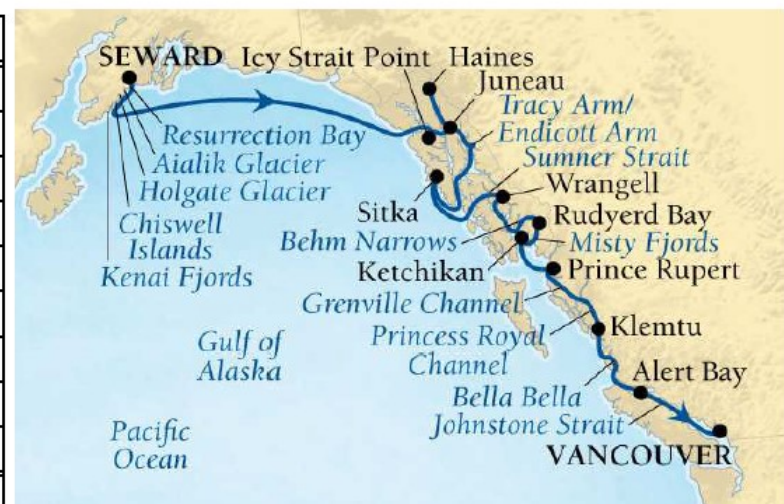 SEWARD
Icy Strait Point
Haines
Juneau
Tracy Arm/
Endicott Arm
Resurrection Bay
Aialik Glacier
Holgate Glacier
Chiswell
Islands
Kenai Fjords
Sumner Strait
Wrangell
Sitka
Rudyerd Bay
Behm Narrows
Misty Fjords
Ketchikan
Prince Rupert
Grenville Channel
Princess Royal
Channel
Klemtu
Gulf of
Alaska
Alert Bay
Bella Bella
Johnstone Strait
Pacific
Ocean
VANCOUVER